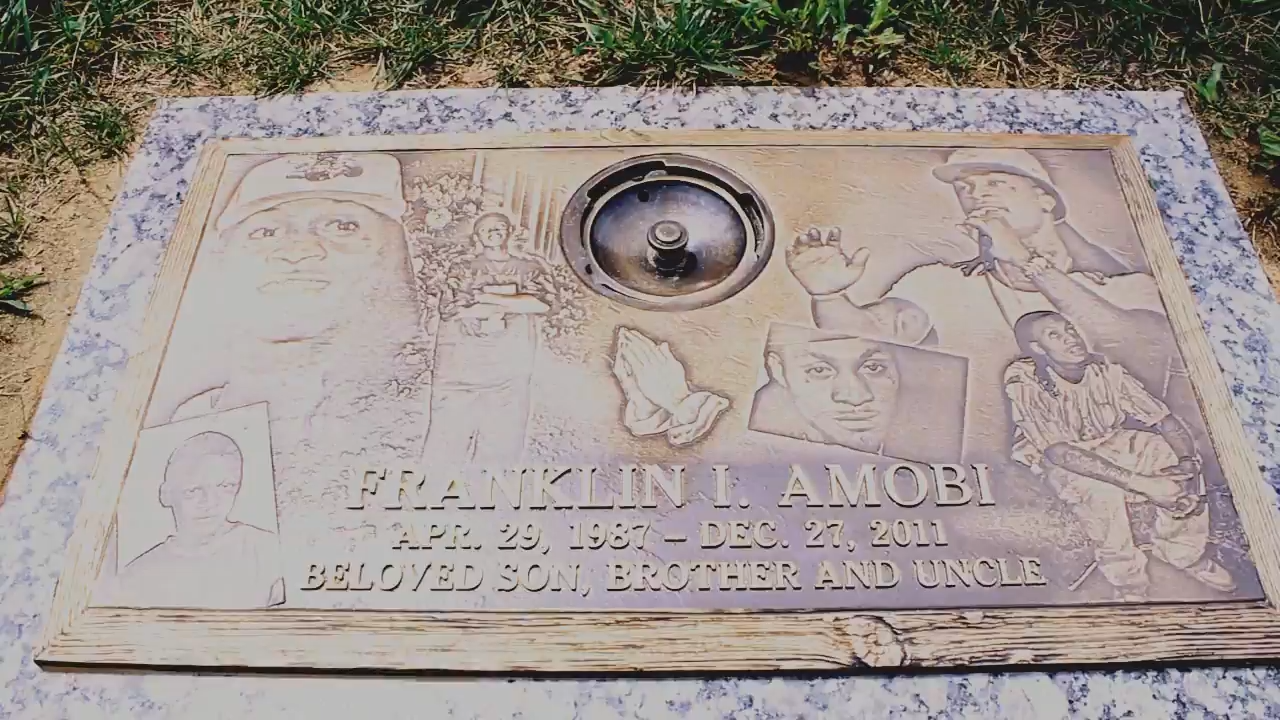 FRANKLIN I. AMOBI
APR. 29, 1987 – DEC. 27, 2011
BELOVED SON, BROTHER AND UNCLE